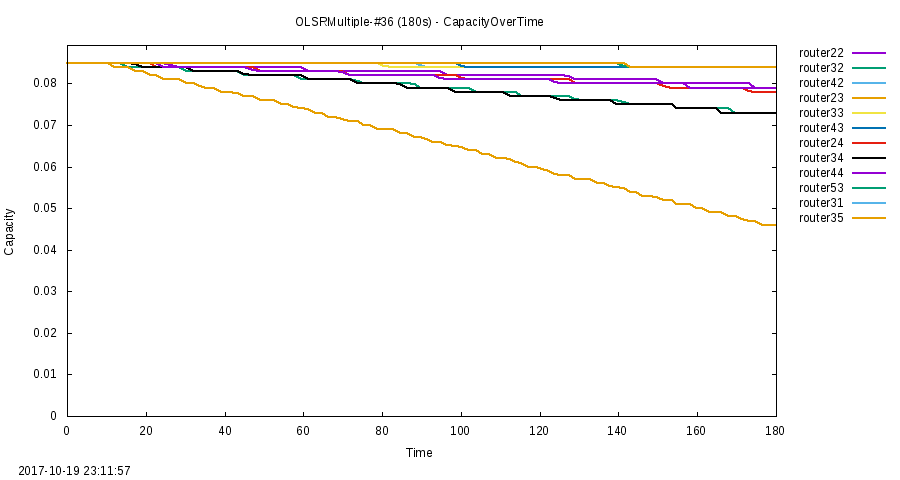 OLSRMultiple-#36 (180s) - CapacityOverTime
router22
router32
router42
router23
router33
router43
router24
router34
router44
router53
router31
router35
0.08
0.07
0.06
0.05
0.04
0.03
0.02
0.01
0
Capacity
0 20 40 60 80 100 120 140 160 180
Time
2017-10-19 23:11:57